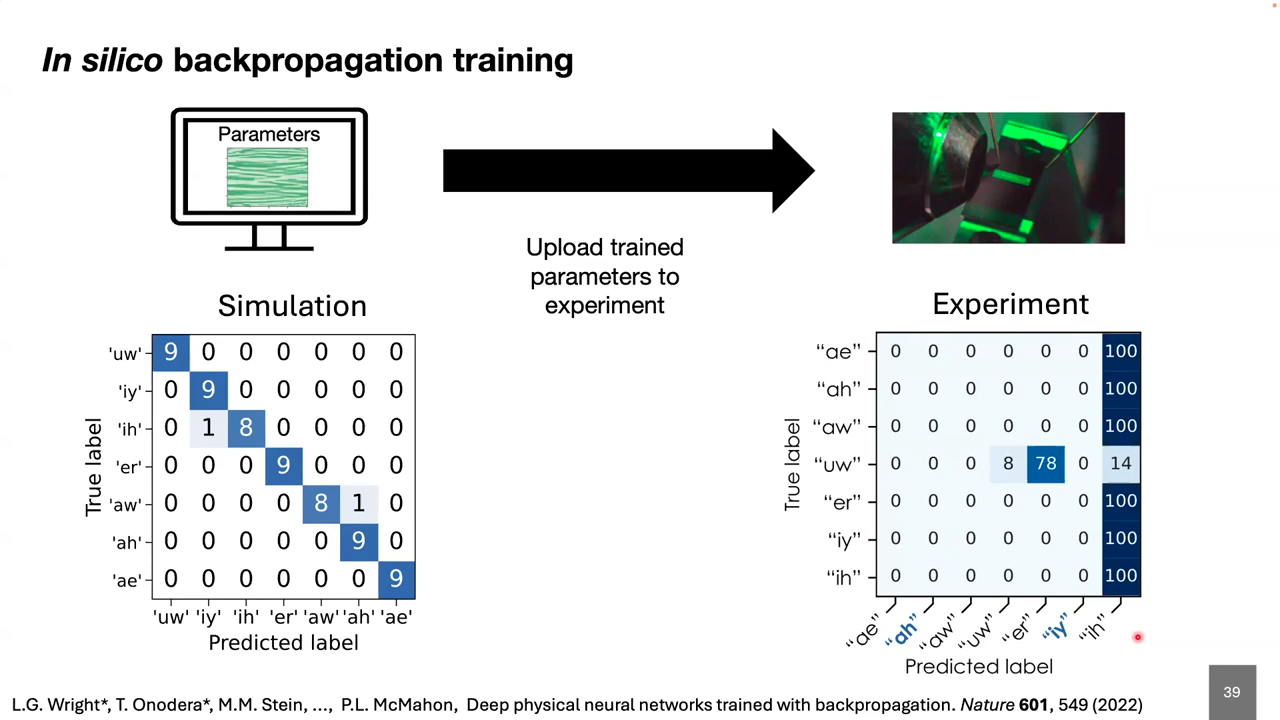 In silico backpropagation training
Parameters
Upload trained
parameters to
experiment
Simulation
True label
'uw' 9 0 0 0 0 0 0
'iy' 0 9 0 0 0 0 0
'ih' 0 1 8 0 0 0 0
'er' 0 0 0 9 0 0 0
'aw' 0 0 0 0 8 1 0
'ah' 0 0 0 0 0 9 0
'ae' 0 0 0 0 0 0 9
'uw' 'iy' 'ih' 'er' 'aw' 'ah' 'ae'
Predicted label
Experiment
True label
“ae” 0 0 0 0 0 0 100
“ah” 0 0 0 0 0 0 100
“aw” 0 0 0 0 0 0 100
“uw” 0 0 0 8 78 0 14
“er” 0 0 0 0 0 0 100
“iy” 0 0 0 0 0 0 100
“ih” 0 0 0 0 0 0 100
“ae” “ah” “aw” “uw” “er” “iy” “ih”
Predicted label
L.G. Wright*, T. Onodera*, M.M. Stein, ..., P.L. McMahon, Deep physical neural networks trained with backpropagation. Nature 601, 549 (2022)
39